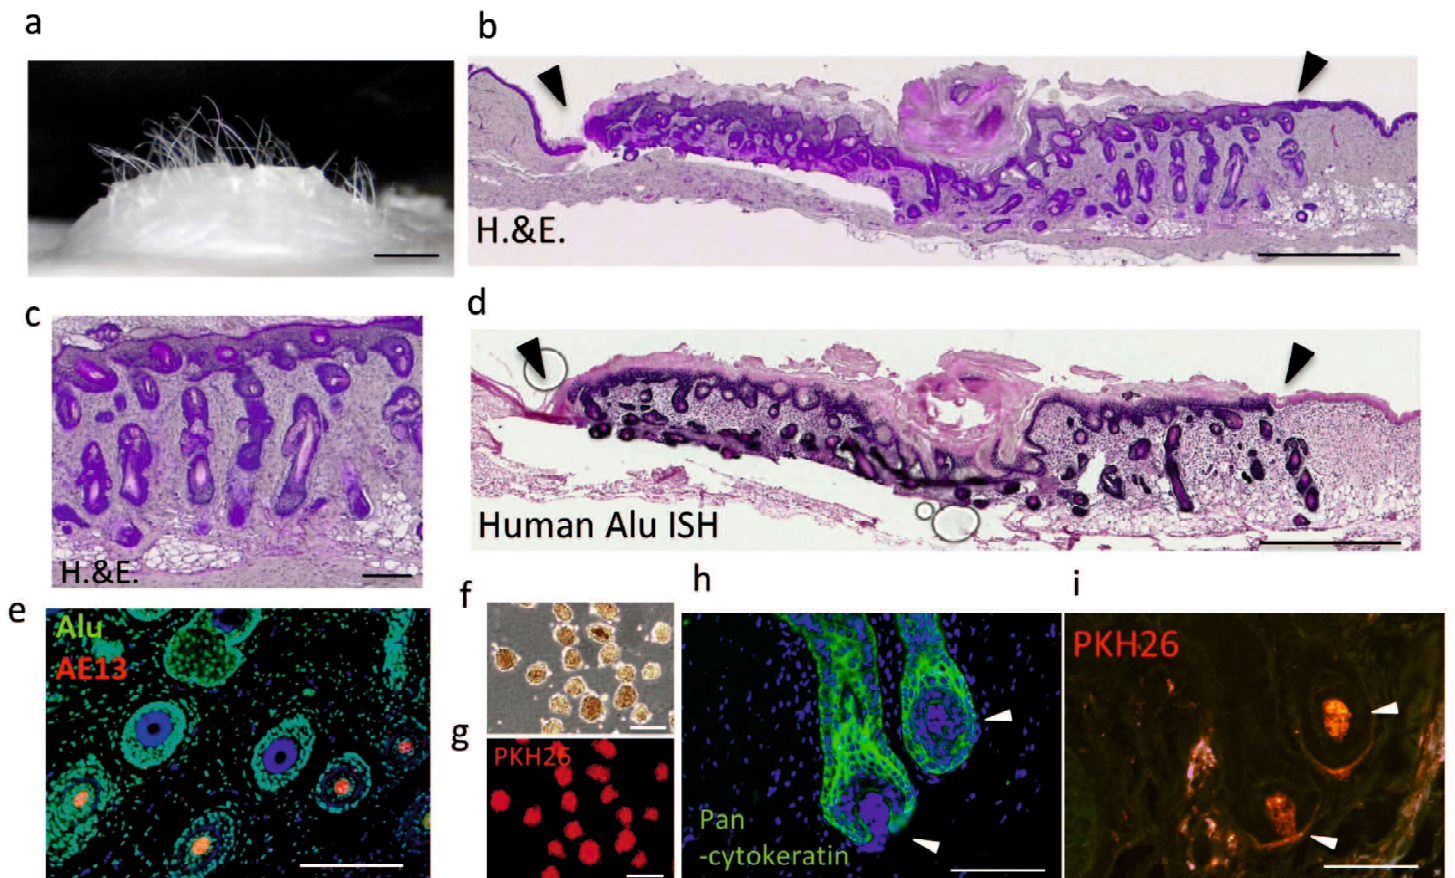 a
b
H.&E.
c
H.&E.
d
Human Alu ISH
e
Alu
AE13
f
g
PKH26
h
Pan
-cytokeratin
i
PKH26